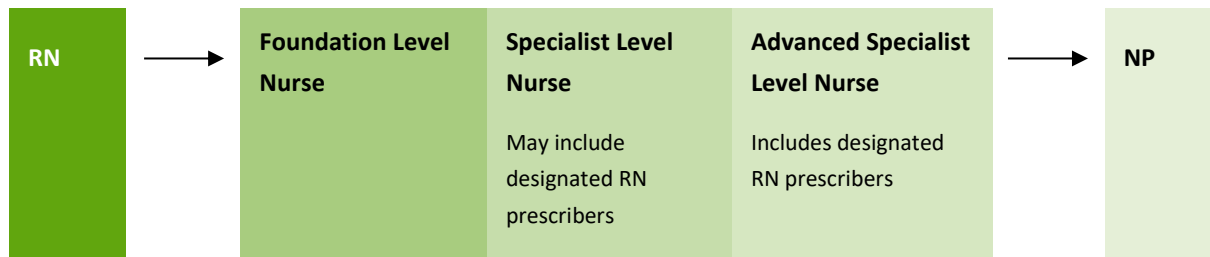 RN
Foundation Level
Nurse
Specialist Level
Nurse
May include
designated RN
prescribers
Advanced Specialist
Level Nurse
Includes designated
RN prescribers
NP